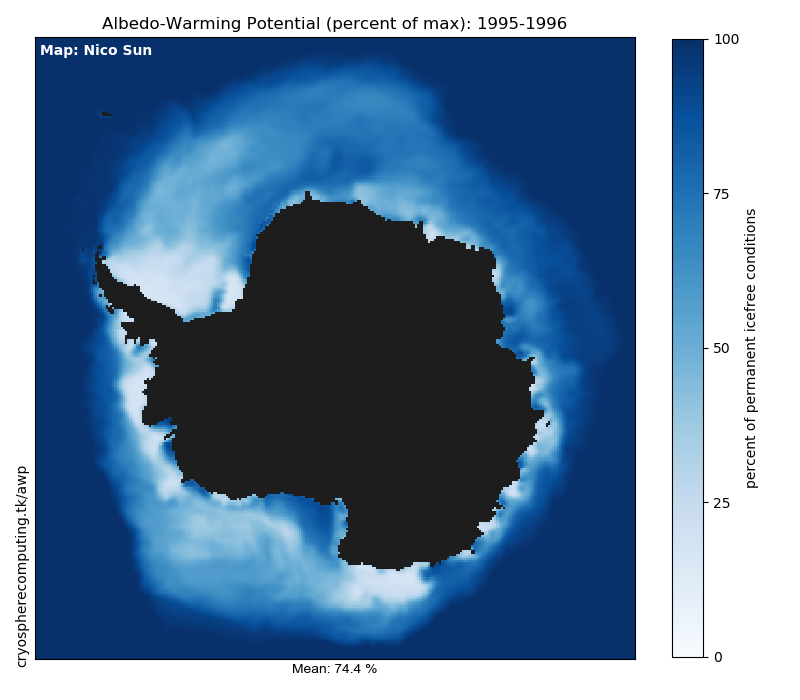 Albedo-Warming Potential (percent of max): 1995-1996
Map: Nico Sun
100
75
50
25
0
percent of permanent icefree conditions
cryospherecomputing.tk/awp
Mean: 74.4 %